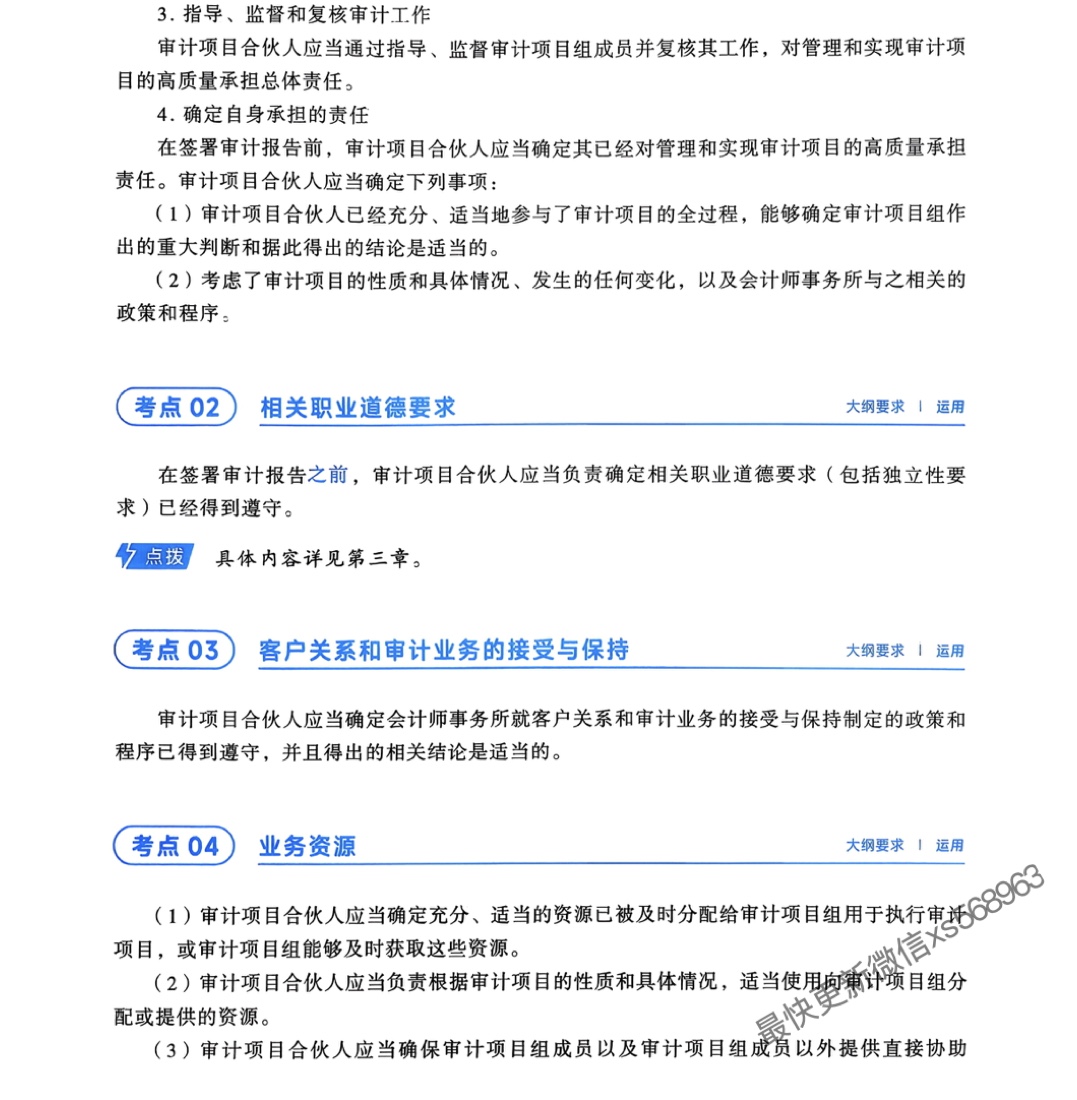 3. 指导、监督和复核审计工作
审计项目合伙人应当通过指导、监督审计项目组成员并复核其工作，对管理和实现审计项
目的高质量承担总体责任。
4. 确定自身承担的责任
在签署审计报告前，审计项目合伙人应当确定其已经对管理和实现审计项目的高质量承担
责任。审计项目合伙人应当确定下列事项：
（1）审计项目合伙人已经充分、适当地参与了审计项目的全过程，能够确定审计项目组作
出的重大判断和据此得出的结论是适当的。
（2）考虑了审计项目的性质和具体情况、发生的任何变化，以及会计师事务所与之相关的
政策和程序。
考点 02 相关职业道德要求 大纲要求 | 运用
在签署审计报告之前，审计项目合伙人应当负责确定相关职业道德要求（包括独立性要
求）已经得到遵守。
点拨 具体内容详见第三章。
考点 03 客户关系和审计业务的接受与保持 大纲要求 | 运用
审计项目合伙人应当确定会计师事务所就客户关系和审计业务的接受与保持制定的政策和
程序已得到遵守，并且得出的相关结论是适当的。
考点 04 业务资源 大纲要求 | 运用
（1）审计项目合伙人应当确定充分、适当的资源已被及时分配给审计项目组用于执行审计
项目，或审计项目组能够及时获取这些资源。
（2）审计项目合伙人应当负责根据审计项目的性质和具体情况，适当使用向审计项目组分
配或提供的资源。
（3）审计项目合伙人应当确保审计项目组成员以及审计项目组成员以外提供直接协助
最快更新微信xs568963